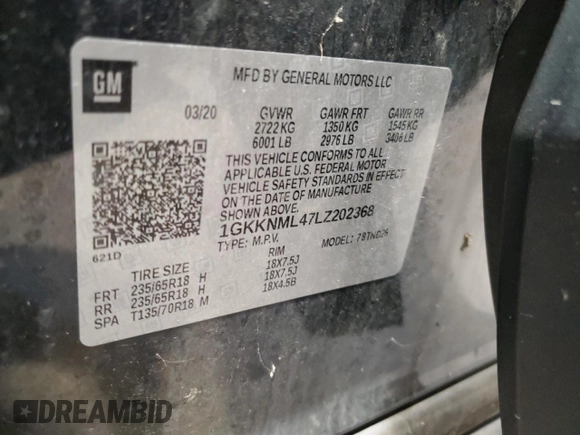 GM
MFD BY GENERAL MOTORS LLC
03/20 GVWR GAWR FRT GAWR RR
2722 KG 1350 KG 1545 KG
6001 LB 2976 LB 3406 LB
THIS VEHICLE CONFORMS TO ALL
APPLICABLE U.S. FEDERAL MOTOR
VEHICLE SAFETY STANDARDS IN EFFECT
ON THE DATE OF MANUFACTURE
SHOWN ABOVE.
1GKKNML47LZ202368
TYPE: M.P.V. MODEL:
621D
TIRE SIZE RIM
FRT 235/65R18 H 18X7.5J
RR 235/65R18 H 18X7.5J
SPA T135/70R18 M 18X4.5B
DREAMBID